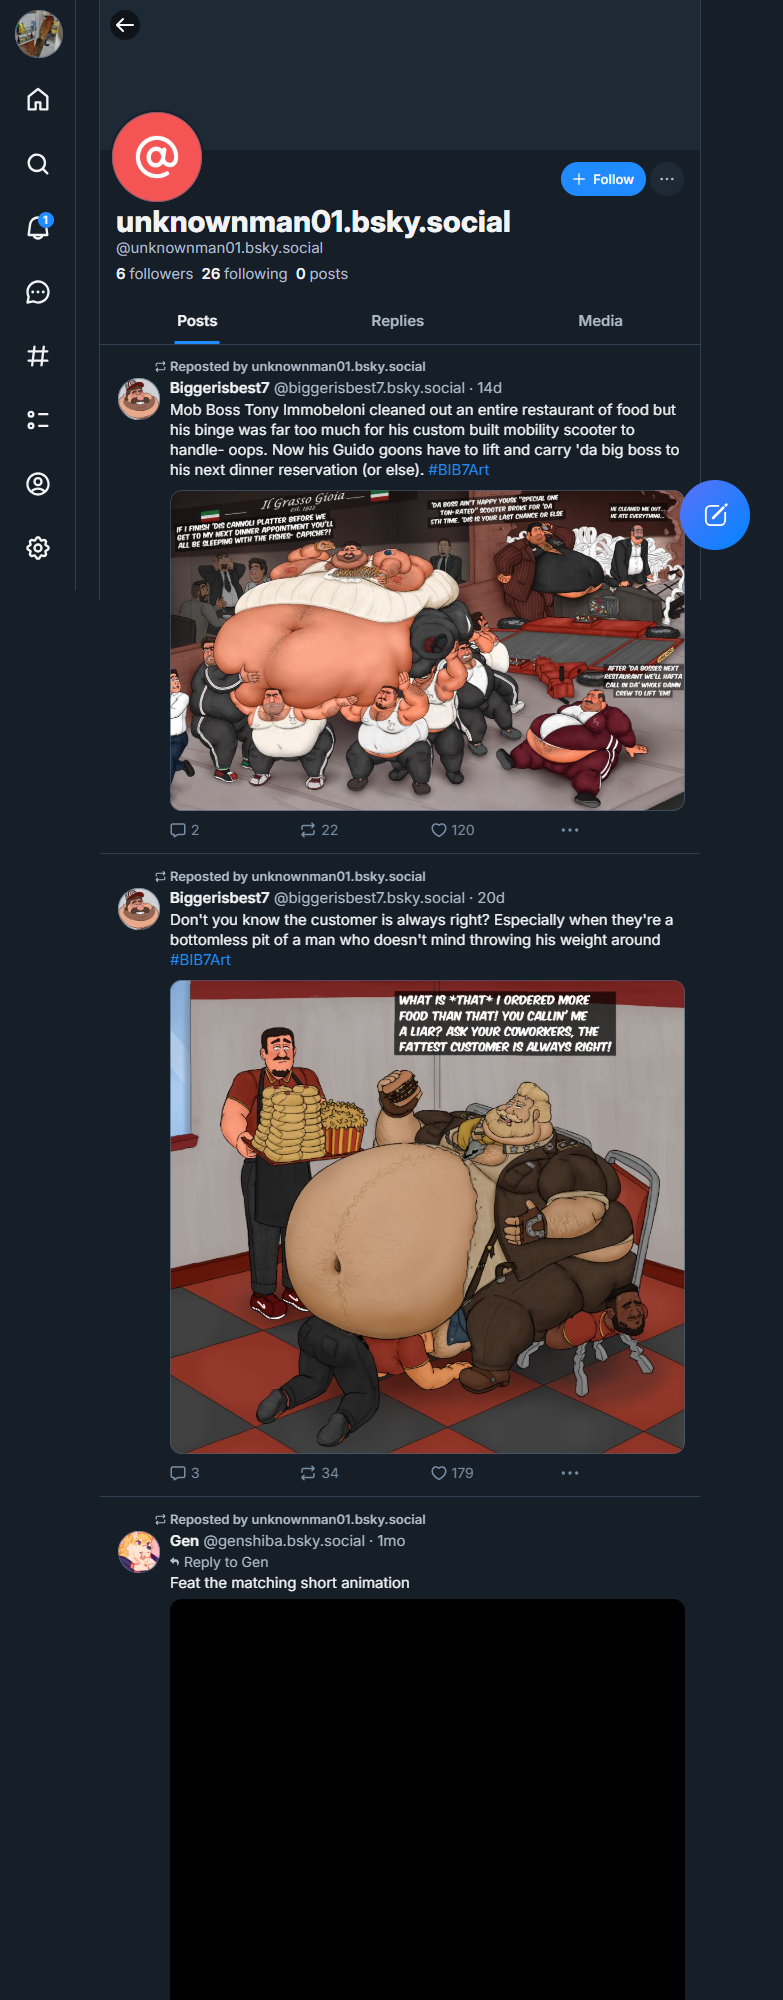 1
+ Follow
unknownman01.bsky.social
@unknownman01.bsky.social
6 followers 26 following 0 posts
Posts Replies Media
Reposted by unknownman01.bsky.social
Biggerisbest7 @biggerisbest7.bsky.social · 14d
Mob Boss Tony Immobeloni cleaned out an entire restaurant of food but
his binge was far too much for his custom built mobility scooter to
handle- oops. Now his Guido goons have to lift and carry 'da big boss to
his next dinner reservation (or else). #BIB7Art
Il Grasso Gioia
est. 1922
IF I FINISH 'DIS CANNOLI PLATTER BEFORE WE
GET TO MY NEXT DINNER APPOINTMENT YOU'LL
ALL BE SLEEPING WITH THE FISHES- CAPICHE?!
'DA BOSS AIN'T HAPPY YOUSE "SPECIAL ONE
TON-RATED" SCOOTER BROKE FOR 'DA
5TH TIME. 'DIS IS YOUR LAST CHANCE OR ELSE
HE CLEANED ME OUT...
HE ATE EVERYTHING...
AFTER 'DA BOSSES NEXT
RESTAURANT WE'LL HAFTA
CALL IN DA' WHOLE DAMN
CREW TO LIFT 'EM!
2 22 120
Reposted by unknownman01.bsky.social
Biggerisbest7 @biggerisbest7.bsky.social · 20d
Don't you know the customer is always right? Especially when they're a
bottomless pit of a man who doesn't mind throwing his weight around
#BIB7Art
WHAT IS *THAT* I ORDERED MORE
FOOD THAN THAT! YOU CALLIN' ME
A LIAR? ASK YOUR COWORKERS, THE
FATTEST CUSTOMER IS ALWAYS RIGHT!
3 34 179
Reposted by unknownman01.bsky.social
Gen @genshiba.bsky.social · 1mo
Reply to Gen
Feat the matching short animation